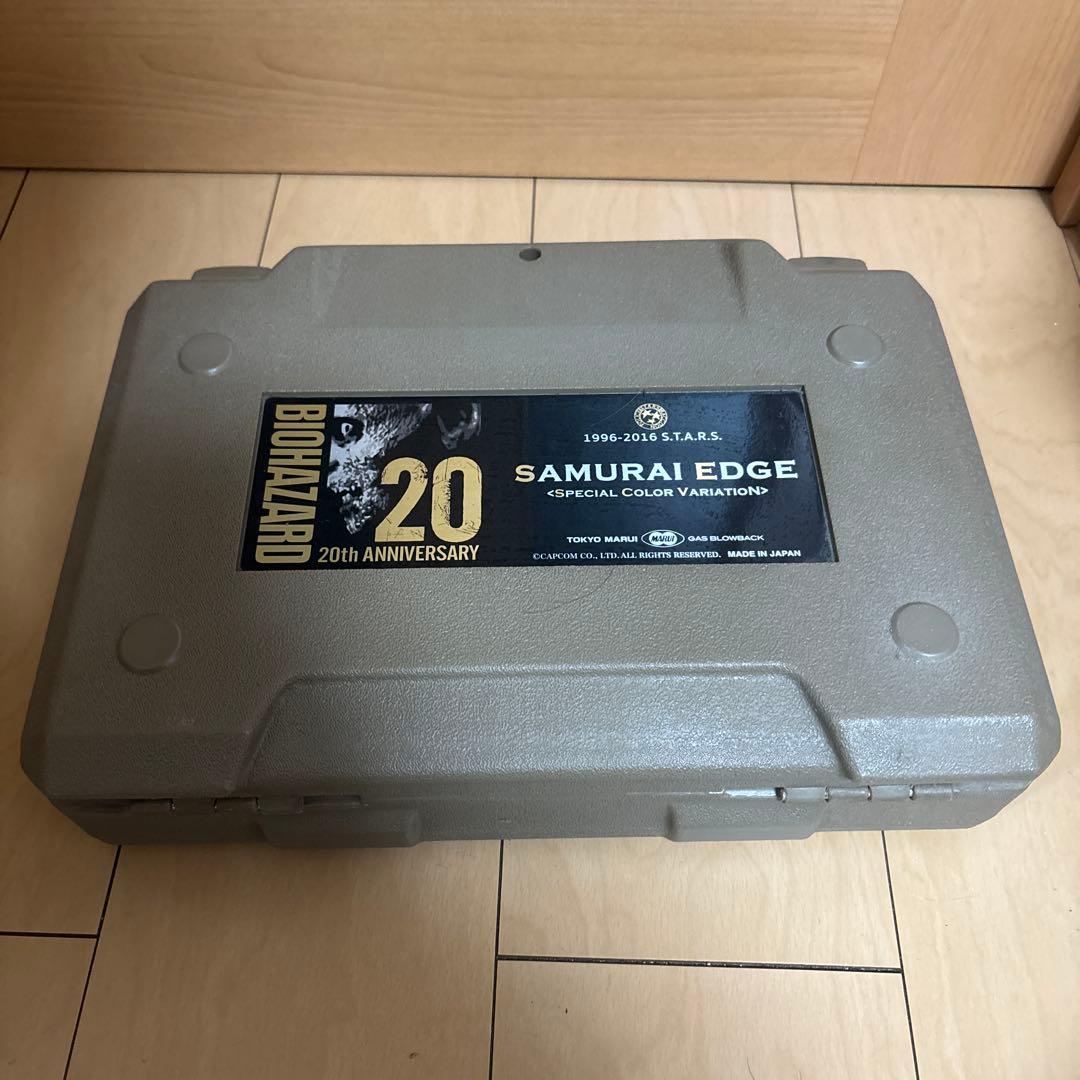 BIOHAZARD
20
20th ANNIVERSARY
1996-2016 S.T.A.R.S.
SAMURAI EDGE
<SPECIAL COLOR VARIATION>
TOKYO MARUI MARUI GAS BLOWBACK
©CAPCOM CO., LTD. ALL RIGHTS RESERVED. MADE IN JAPAN